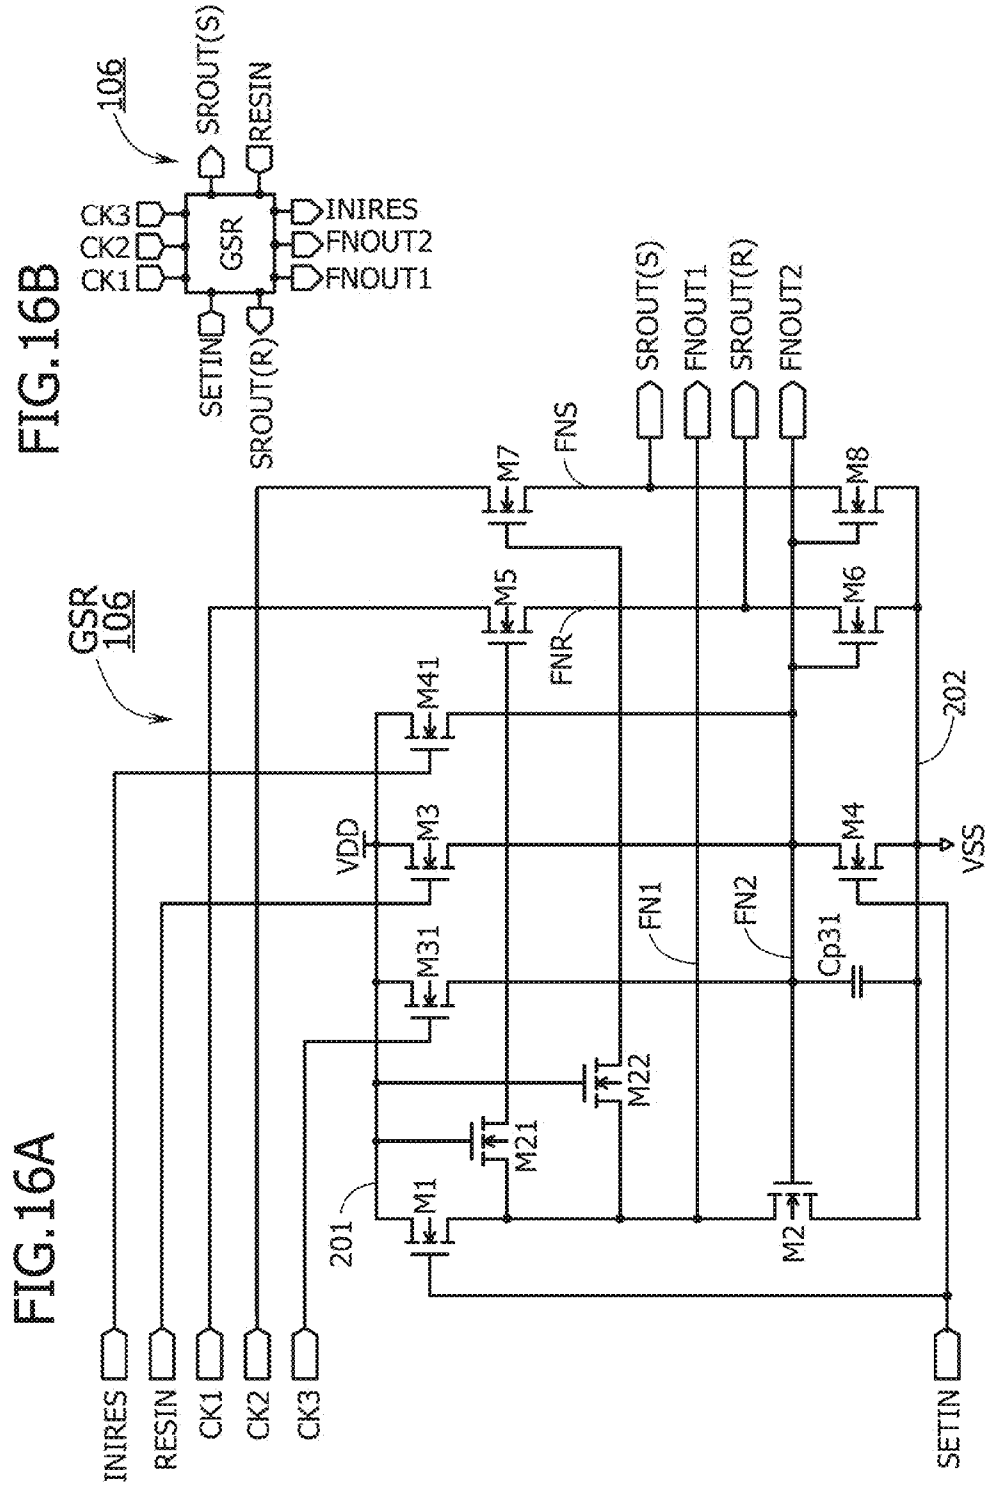 FIG.16A
GSR
106
INIRES
RESIN
CK1
CK2
CK3
SETIN
201
VDD
M1
M21
M22
M31
M3
M41
M5
M7
FNR
FNS
FN1
FN2
M2
Cp31
M4
M6
M8
202
VSS
SROUT(S)
FNOUT1
SROUT(R)
FNOUT2
FIG.16B
106
CK1
CK2
CK3
SETIN
SROUT(S)
GSR
SROUT(R)
RESIN
FNOUT1
FNOUT2
INIRES